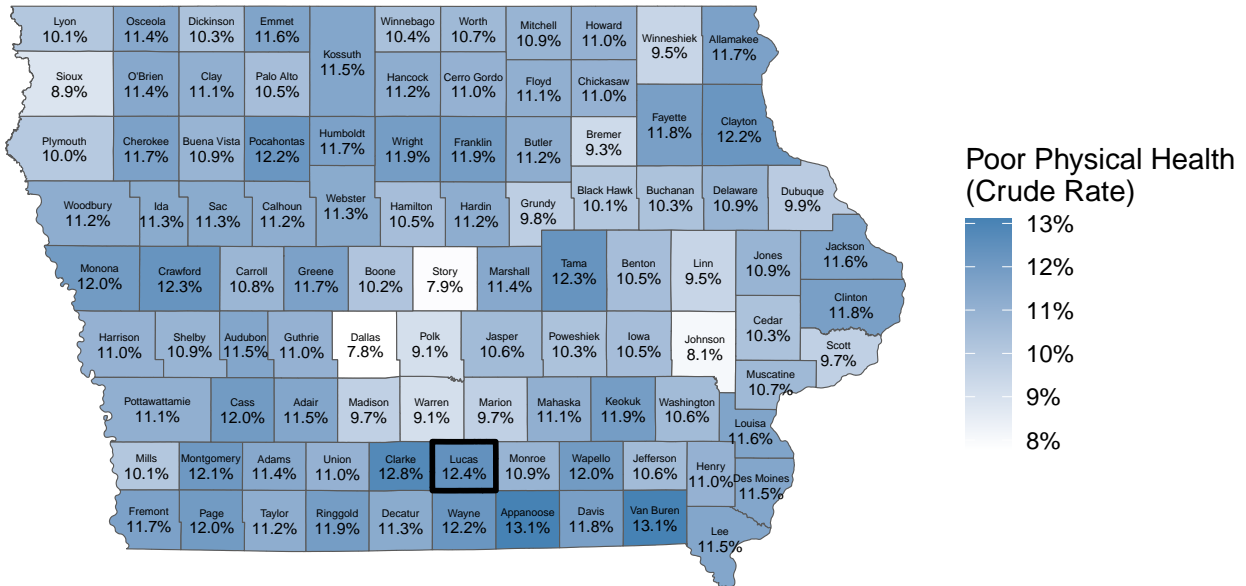 Lyon
10.1%
Osceola
11.4%
Dickinson
10.3%
Emmet
11.6%
Kossuth
11.5%
Winnebago
10.4%
Worth
10.7%
Mitchell
10.9%
Howard
11.0%
Winneshiek
9.5%
Allamakee
11.7%
Sioux
8.9%
O'Brien
11.4%
Clay
11.1%
Palo Alto
10.5%
Hancock
11.2%
Cerro Gordo
11.0%
Floyd
11.1%
Chickasaw
11.0%
Fayette
11.8%
Clayton
12.2%
Plymouth
10.0%
Cherokee
11.7%
Buena Vista
10.9%
Pocahontas
12.2%
Humboldt
11.7%
Wright
11.9%
Franklin
11.9%
Butler
11.2%
Bremer
9.3%
Woodbury
11.2%
Ida
11.3%
Sac
11.3%
Calhoun
11.2%
Webster
11.3%
Hamilton
10.5%
Hardin
11.2%
Grundy
9.8%
Black Hawk
10.1%
Buchanan
10.3%
Delaware
10.9%
Dubuque
9.9%
Monona
12.0%
Crawford
12.3%
Carroll
10.8%
Greene
11.7%
Boone
10.2%
Story
7.9%
Marshall
11.4%
Tama
12.3%
Benton
10.5%
Linn
9.5%
Jones
10.9%
Jackson
11.6%
Clinton
11.8%
Harrison
11.0%
Shelby
10.9%
Audubon
11.5%
Guthrie
11.0%
Dallas
7.8%
Polk
9.1%
Jasper
10.6%
Poweshiek
10.3%
Iowa
10.5%
Johnson
8.1%
Cedar
10.3%
Scott
9.7%
Muscatine
10.7%
Pottawattamie
11.1%
Cass
12.0%
Adair
11.5%
Madison
9.7%
Warren
9.1%
Marion
9.7%
Mahaska
11.1%
Keokuk
11.9%
Washington
10.6%
Louisa
11.6%
Mills
10.1%
Montgomery
12.1%
Adams
11.4%
Union
11.0%
Clarke
12.8%
Lucas
12.4%
Monroe
10.9%
Wapello
12.0%
Jefferson
10.6%
Henry
11.0%
Des Moines
11.5%
Fremont
11.7%
Page
12.0%
Taylor
11.2%
Ringgold
11.9%
Decatur
11.3%
Wayne
12.2%
Appanoose
13.1%
Davis
11.8%
Van Buren
13.1%
Lee
11.5%
Poor Physical Health
(Crude Rate)
13%
12%
11%
10%
9%
8%